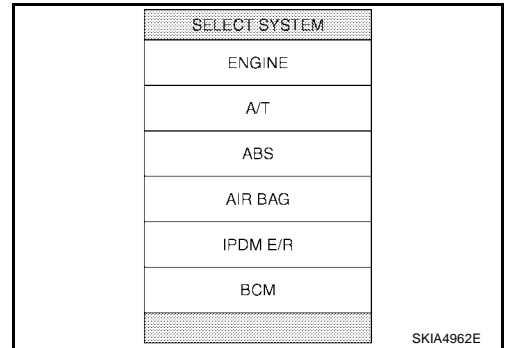 SELECT SYSTEM
ENGINE
A/T
ABS
AIR BAG
IPDM E/R
BCM
SKIA4962E